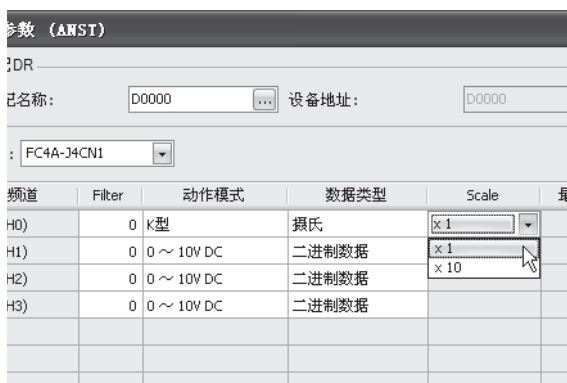 参数 (ANST)
DR
记名称: D0000 ... 设备地址: D0000
: FC4A-J4CN1
频道 Filter 动作模式 数据类型 Scale
H0) 0 K型 摄氏 x 1
H1) 0 0 ～ 10V DC 二进制数据 x 1
H2) 0 0 ～ 10V DC 二进制数据 x 10
H3) 0 0 ～ 10V DC 二进制数据